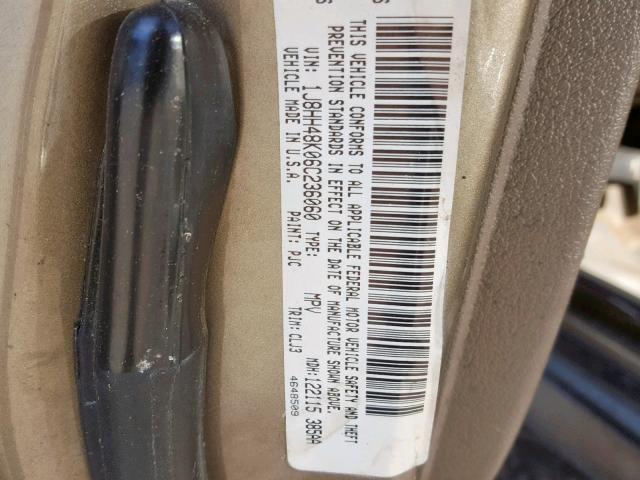 THIS VEHICLE CONFORMS TO ALL APPLICABLE FEDERAL MOTOR VEHICLE SAFETY AND THEFT
PREVENTION STANDARDS IN EFFECT ON THE DATE OF MANUFACTURE SHOWN ABOVE.
VIN: 1J8HH48K06C236060 TYPE: MPV MDH:122115 385AA
VEHICLE MADE IN U.S.A. PAINT: PJC TRIM:CLJ3 4648509